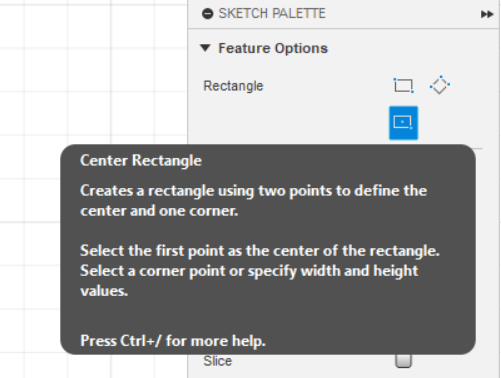 SKETCH PALETTE
Feature Options
Rectangle
Center Rectangle
Creates a rectangle using two points to define the
center and one corner.
Select the first point as the center of the rectangle.
Select a corner point or specify width and height
values.
Press Ctrl+/ for more help.
Slice